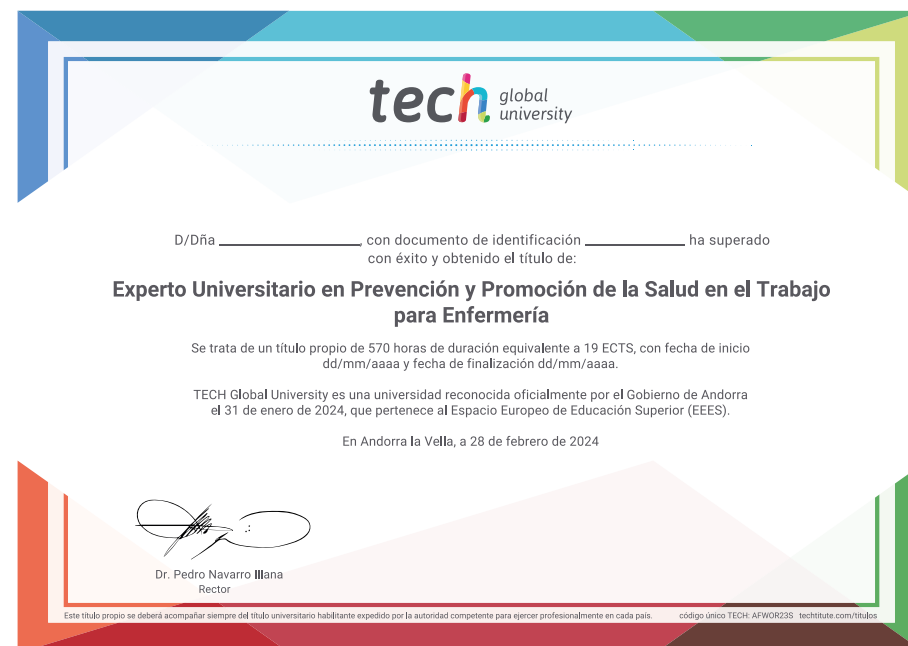 tech global university
D/Dña ____________________, con documento de identificación ______________ ha superado
con éxito y obtenido el título de:
Experto Universitario en Prevención y Promoción de la Salud en el Trabajo
para Enfermería
Se trata de un título propio de 570 horas de duración equivalente a 19 ECTS, con fecha de inicio
dd/mm/aaaa y fecha de finalización dd/mm/aaaa.
TECH Global University es una universidad reconocida oficialmente por el Gobierno de Andorra
el 31 de enero de 2024, que pertenece al Espacio Europeo de Educación Superior (EEES).
En Andorra la Vella, a 28 de febrero de 2024
Dr. Pedro Navarro Illana
Rector
Este título propio se deberá acompañar siempre del título universitario habilitante expedido por la autoridad competente para ejercer profesionalmente en cada país. código único TECH: AFWOR23S techtitute.com/titulos